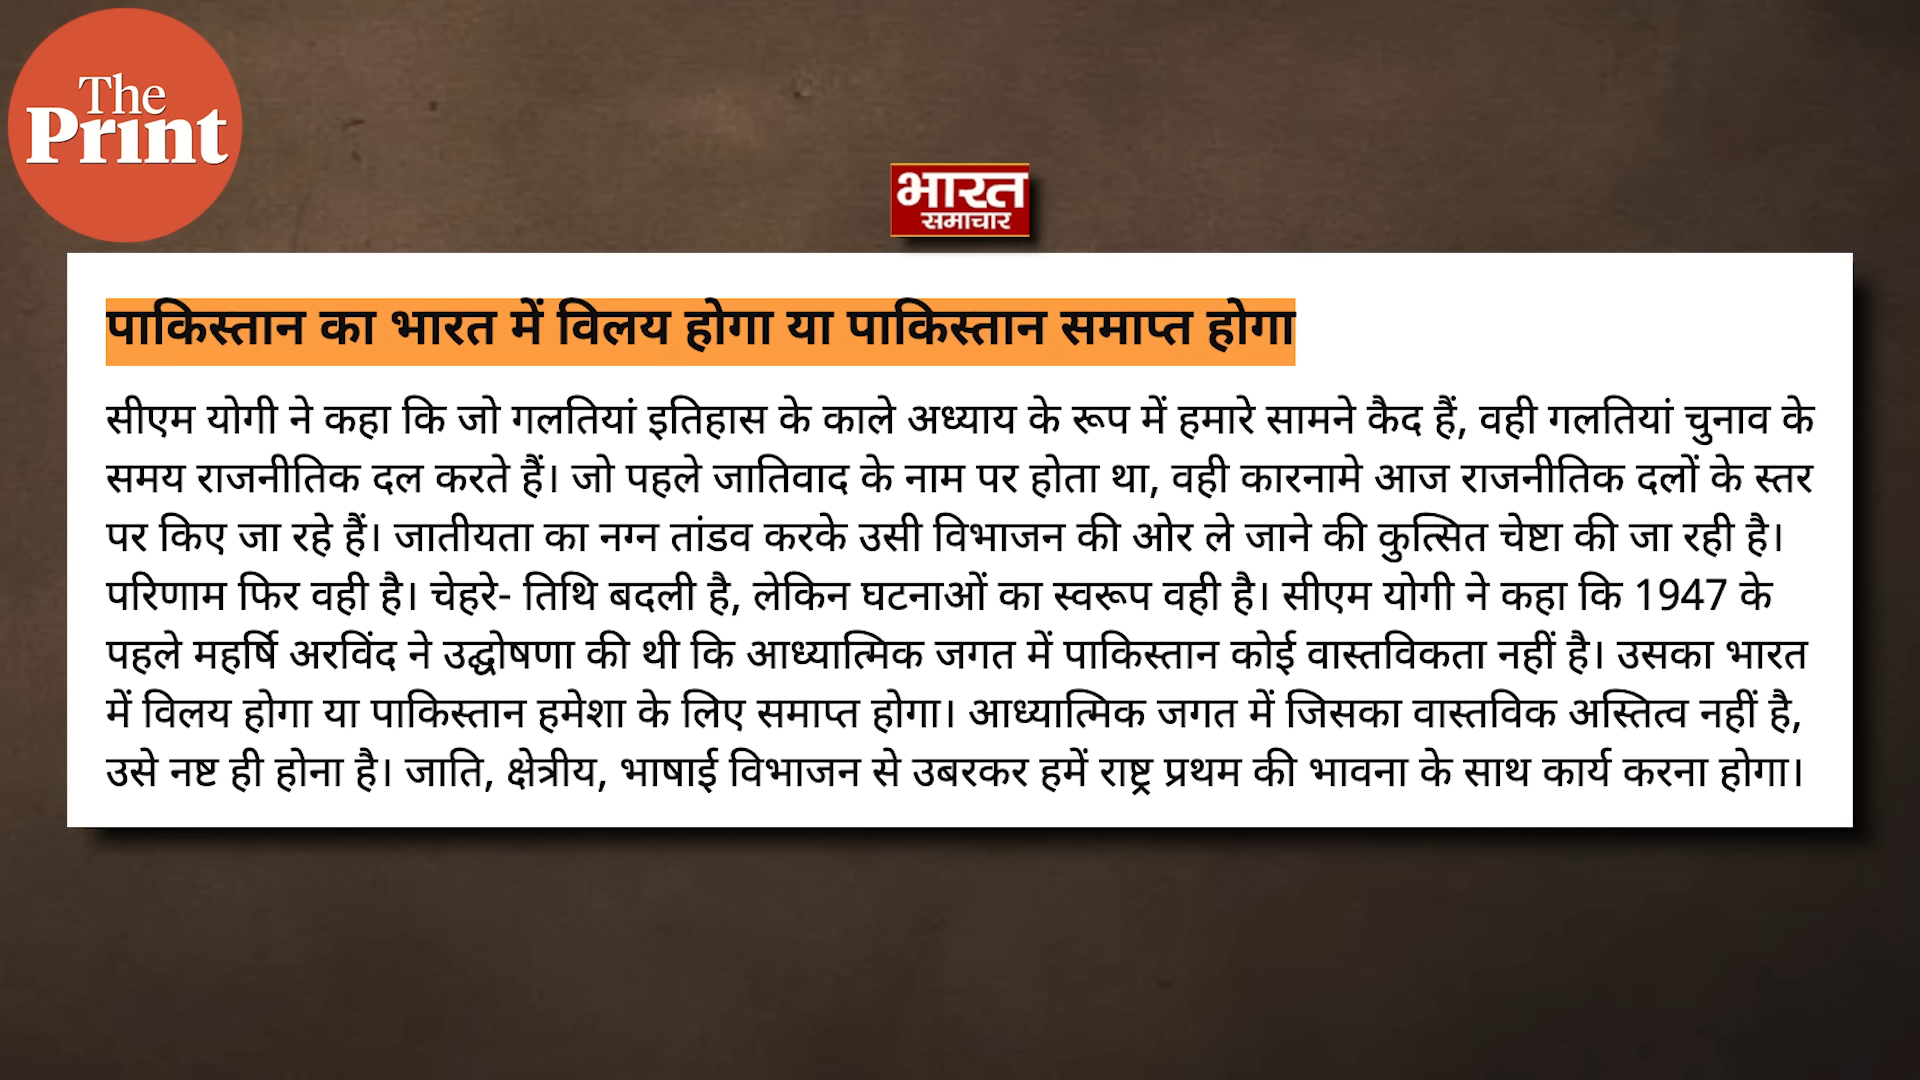 The
Print
भारत
समाचार
पाकिस्तान का भारत में विलय होगा या पाकिस्तान समाप्त होगा
सीएम योगी ने कहा कि जो गलतियां इतिहास के काले अध्याय के रूप में हमारे सामने कैद हैं, वही गलतियां चुनाव के
समय राजनीतिक दल करते हैं। जो पहले जातिवाद के नाम पर होता था, वही कारनामे आज राजनीतिक दलों के स्तर
पर किए जा रहे हैं। जातीयता का नग्न तांडव करके उसी विभाजन की ओर ले जाने की कुत्सित चेष्टा की जा रही है।
परिणाम फिर वही है। चेहरे- तिथि बदली है, लेकिन घटनाओं का स्वरूप वही है। सीएम योगी ने कहा कि 1947 के
पहले महर्षि अरविंद ने उद्घोषणा की थी कि आध्यात्मिक जगत में पाकिस्तान कोई वास्तविकता नहीं है। उसका भारत
में विलय होगा या पाकिस्तान हमेशा के लिए समाप्त होगा। आध्यात्मिक जगत में जिसका वास्तविक अस्तित्व नहीं है,
उसे नष्ट ही होना है। जाति, क्षेत्रीय, भाषाई विभाजन से उबरकर हमें राष्ट्र प्रथम की भावना के साथ कार्य करना होगा।